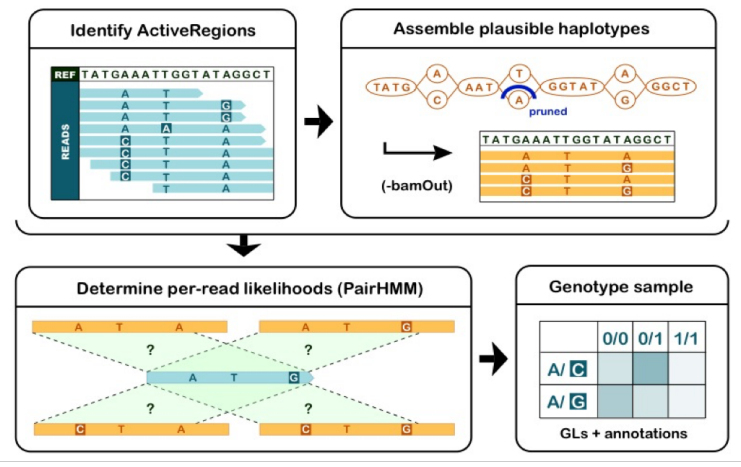 Identify ActiveRegions
REF TATGAAATTGGTATAGGCT
READS
A T
A T G
A T G
A A A
C T A
C T A
C T A
C T A
T A
Assemble plausible haplotypes
TATG A C AAT T A GGTAT A G GGCT
pruned
(-bamOut)
TATGAAATTGGTATAGGCT
A T A
A T G
C T A
C T G
Determine per-read likelihoods (PairHMM)
A T A
A T G
? ?
A T G
? ?
C T A
C T G
Genotype sample
0/0 0/1 1/1
A/ C
A/ G
GLs + annotations